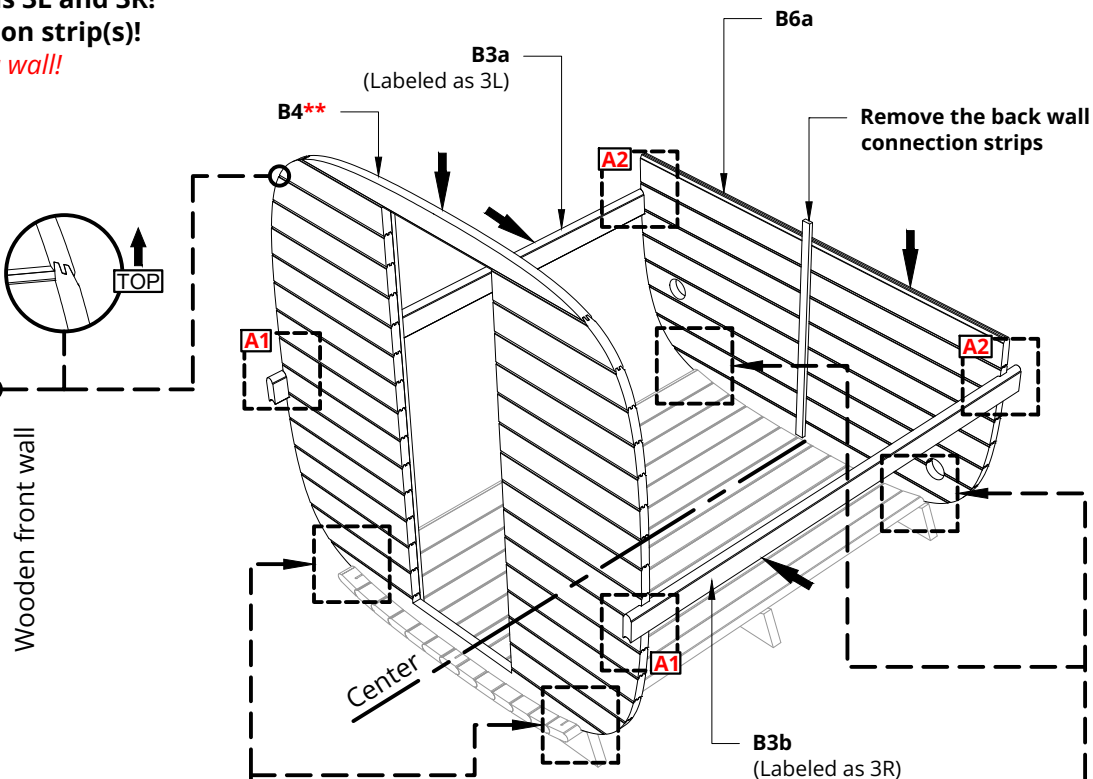 s 3L and 3R!
on strip(s)!
wall!
B6a
B3a
(Labeled as 3L)
B4**
Remove the back wall
connection strips
A2
TOP
A1
A2
Wooden front wall
Center
A1
B3b
(Labeled as 3R)